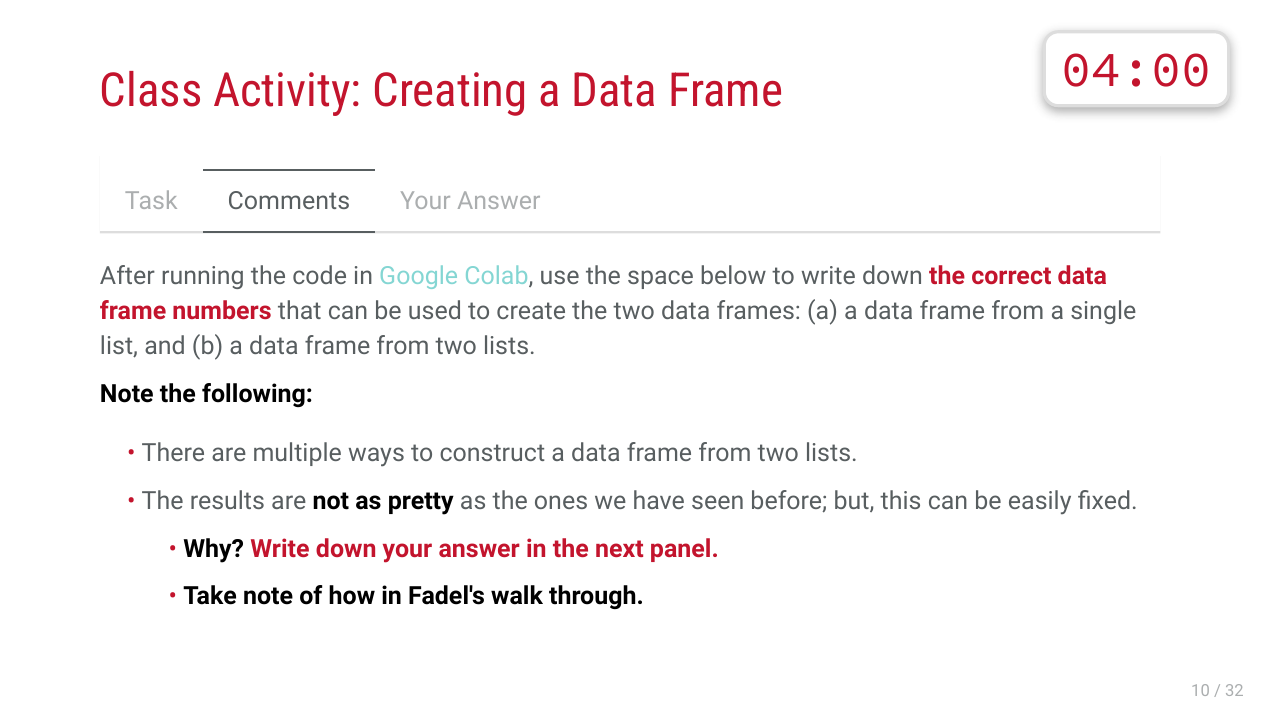 Class Activity: Creating a Data Frame
04:00
Task
Comments
Your Answer
After running the code in Google Colab, use the space below to write down the correct data
frame numbers that can be used to create the two data frames: (a) a data frame from a single
list, and (b) a data frame from two lists.
Note the following:
• There are multiple ways to construct a data frame from two lists.
• The results are not as pretty as the ones we have seen before; but, this can be easily fixed.
• Why? Write down your answer in the next panel.
• Take note of how in Fadel's walk through.
10 / 32